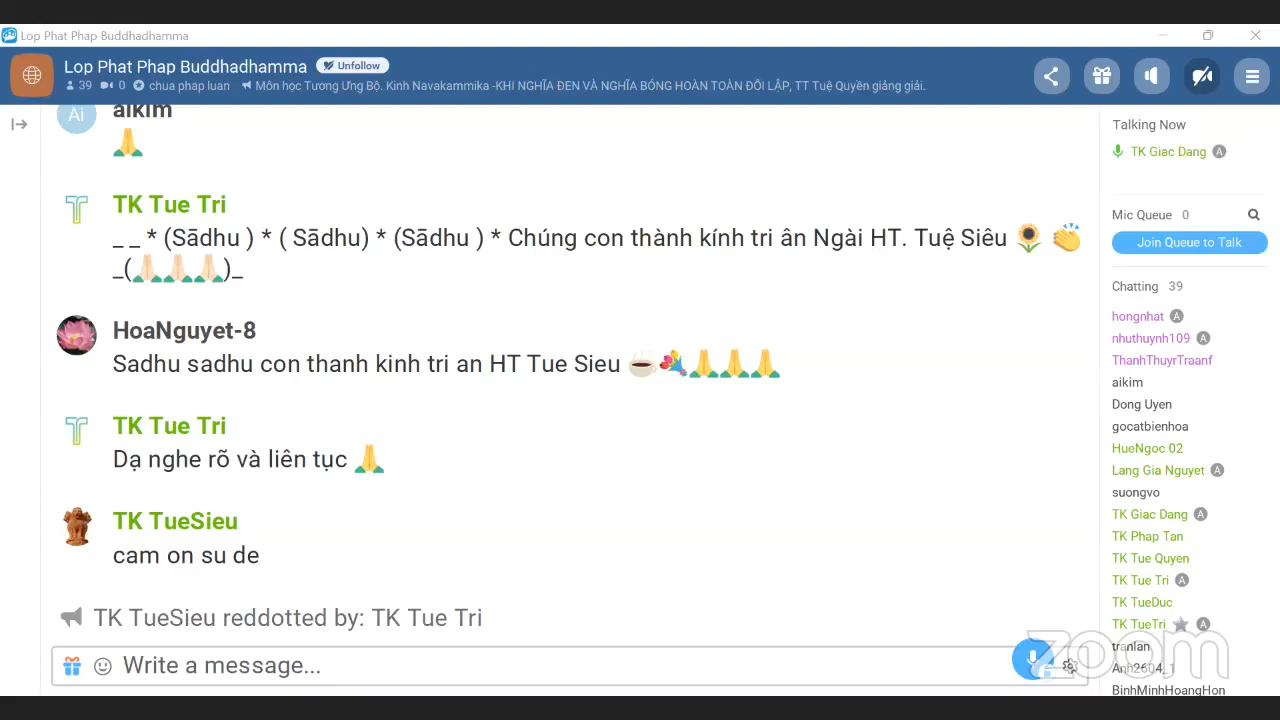 Lop Phat Phap Buddhadhamma
Lop Phat Phap Buddhadhamma
Unfollow
39 0 chua phap luan Môn học Tương Ưng Bộ. Kinh Navakammika -KHI NGHĨA ĐEN VÀ NGHĨA BÓNG HOÀN TOÀN ĐỐI LẬP, TT Tuệ Quyền giảng giải.
Ai
aikim
🙏
TK Tue Tri
_ _ * (Sādhu ) * ( Sādhu) * (Sādhu ) * Chúng con thành kính tri ân Ngài HT. Tuệ Siêu 🌻 👏
_(🙏🏻🙏🏻🙏🏻)_
HoaNguyet-8
Sadhu sadhu con thanh kinh tri an HT Tue Sieu ☕💐🙏🙏🙏
TK Tue Tri
Dạ nghe rõ và liên tục 🙏
TK TueSieu
cam on su de
TK TueSieu reddotted by: TK Tue Tri
Write a message...
Talking Now
TK Giac Dang A
Mic Queue 0
Join Queue to Talk
Chatting 39
hongnhat A
nhuthuynh109 A
ThanhThuyrTraanf
aikim
Dong Uyen
gocatbienhoa
HueNgoc 02
Lang Gia Nguyet A
suongvo
TK Giac Dang A
TK Phap Tan
TK Tue Quyen
TK Tue Tri A
TK TueDuc
TK TueTri A
tranlan
Anh2604_1
BinhMinhHoangHon
zoom